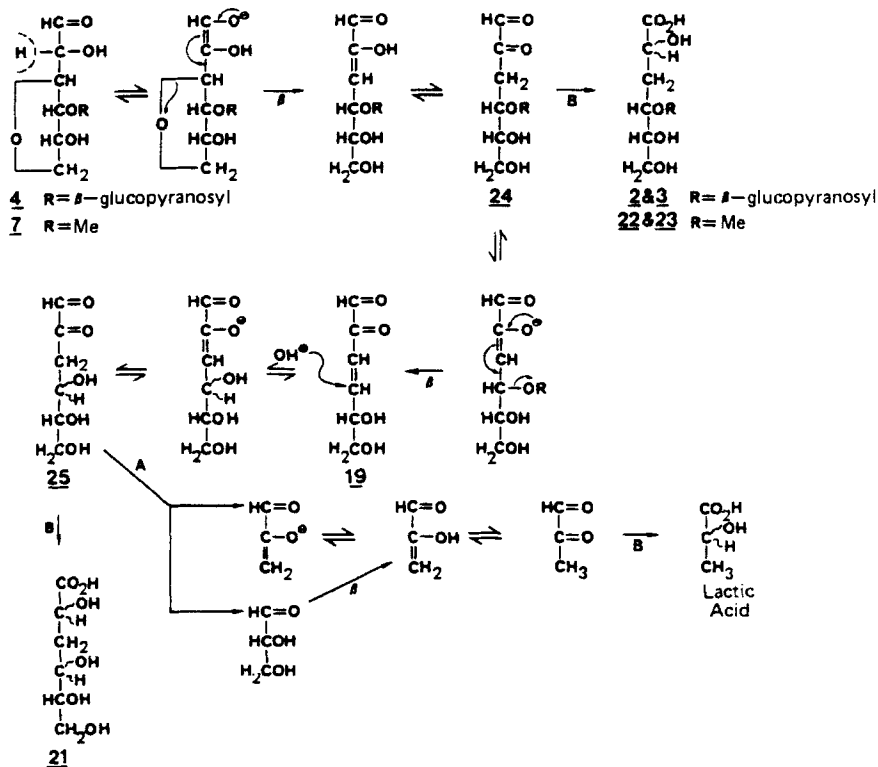 HC=O HC-O⊖ HC=O HC=O CO2H
H C-OH C-OH C-OH C=O C~OH
H
CH CH CH CH2 CH2
HCOR HCOR HCOR HCOR HCOR
O HCOH O HCOH HCOH HCOH HCOH
CH2 CH2 H2COH H2COH H2COH
β B
4 R=β-glucopyranosyl 24 2&3 R=β-glucopyranosyl
7 R=Me 22&23 R=Me
HC=O HC=O HC=O HC=O
C=O C-O⊖ C=O C-O⊖
CH2 CH OH⊖ CH CH
C~OH C~OH CH HC-OR
H H β
HCOH HCOH HCOH HCOH
H2COH H2COH H2COH H2COH
25 A 19
B
HC=O HC=O HC=O CO2H
C-O⊖ C-OH C=O B C~OH
H
CH2 CH2 CH3 CH3
Lactic
Acid
β
HC=O
HCOH
H2COH
CO2H
C~OH
H
CH2
C~OH
H
HCOH
CH2OH
21